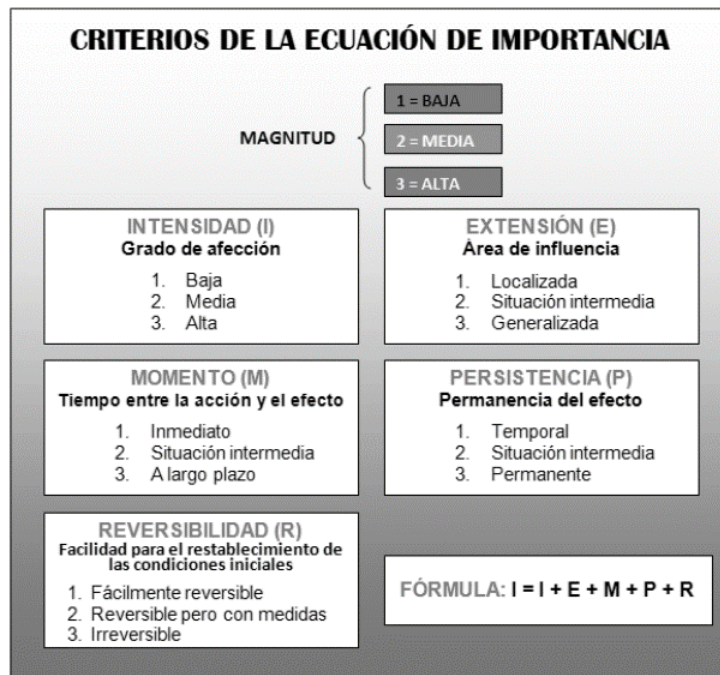 CRITERIOS DE LA ECUACIÓN DE IMPORTANCIA
MAGNITUD
1 = BAJA
2 = MEDIA
3 = ALTA
INTENSIDAD (I)
Grado de afección
1. Baja
2. Media
3. Alta
EXTENSIÓN (E)
Área de influencia
1. Localizada
2. Situación intermedia
3. Generalizada
MOMENTO (M)
Tiempo entre la acción y el efecto
1. Inmediato
2. Situación intermedia
3. A largo plazo
PERSISTENCIA (P)
Permanencia del efecto
1. Temporal
2. Situación intermedia
3. Permanente
REVERSIBILIDAD (R)
Facilidad para el restablecimiento de
las condiciones iniciales
1. Fácilmente reversible
2. Reversible pero con medidas
3. Irreversible
FÓRMULA: I = I + E + M + P + R